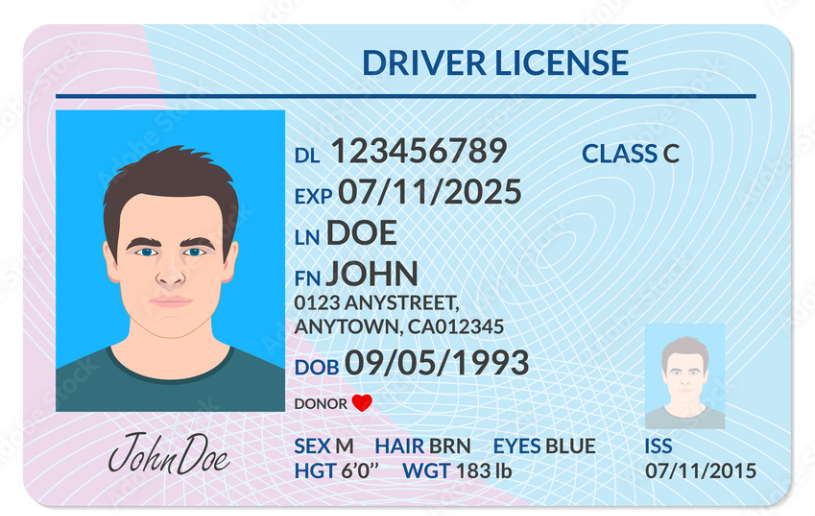 DRIVER LICENSE
DL 123456789 CLASS C
EXP 07/11/2025
LN DOE
FN JOHN
0123 ANYSTREET,
ANYTOWN, CA012345
DOB 09/05/1993
DONOR
JohnDoe
SEX M HAIR BRN EYES BLUE ISS
HGT 6'0" WGT 183 lb 07/11/2015
Adobe Stock